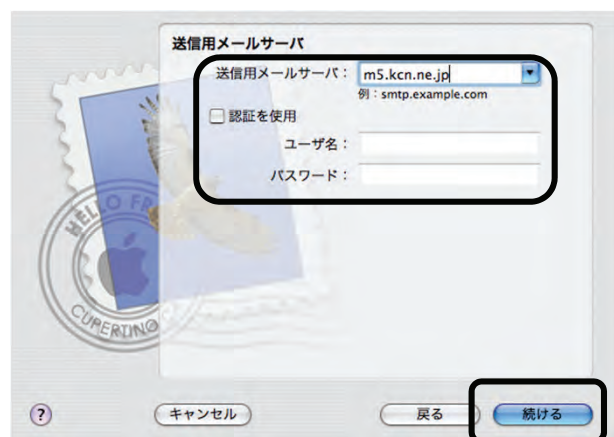 送信用メールサーバ
送信用メールサーバ： m5.kcn.ne.jp
例：smtp.example.com
認証を使用
ユーザ名：
パスワード：
HELLO FR
CUPERTINO
? キャンセル 戻る 続ける